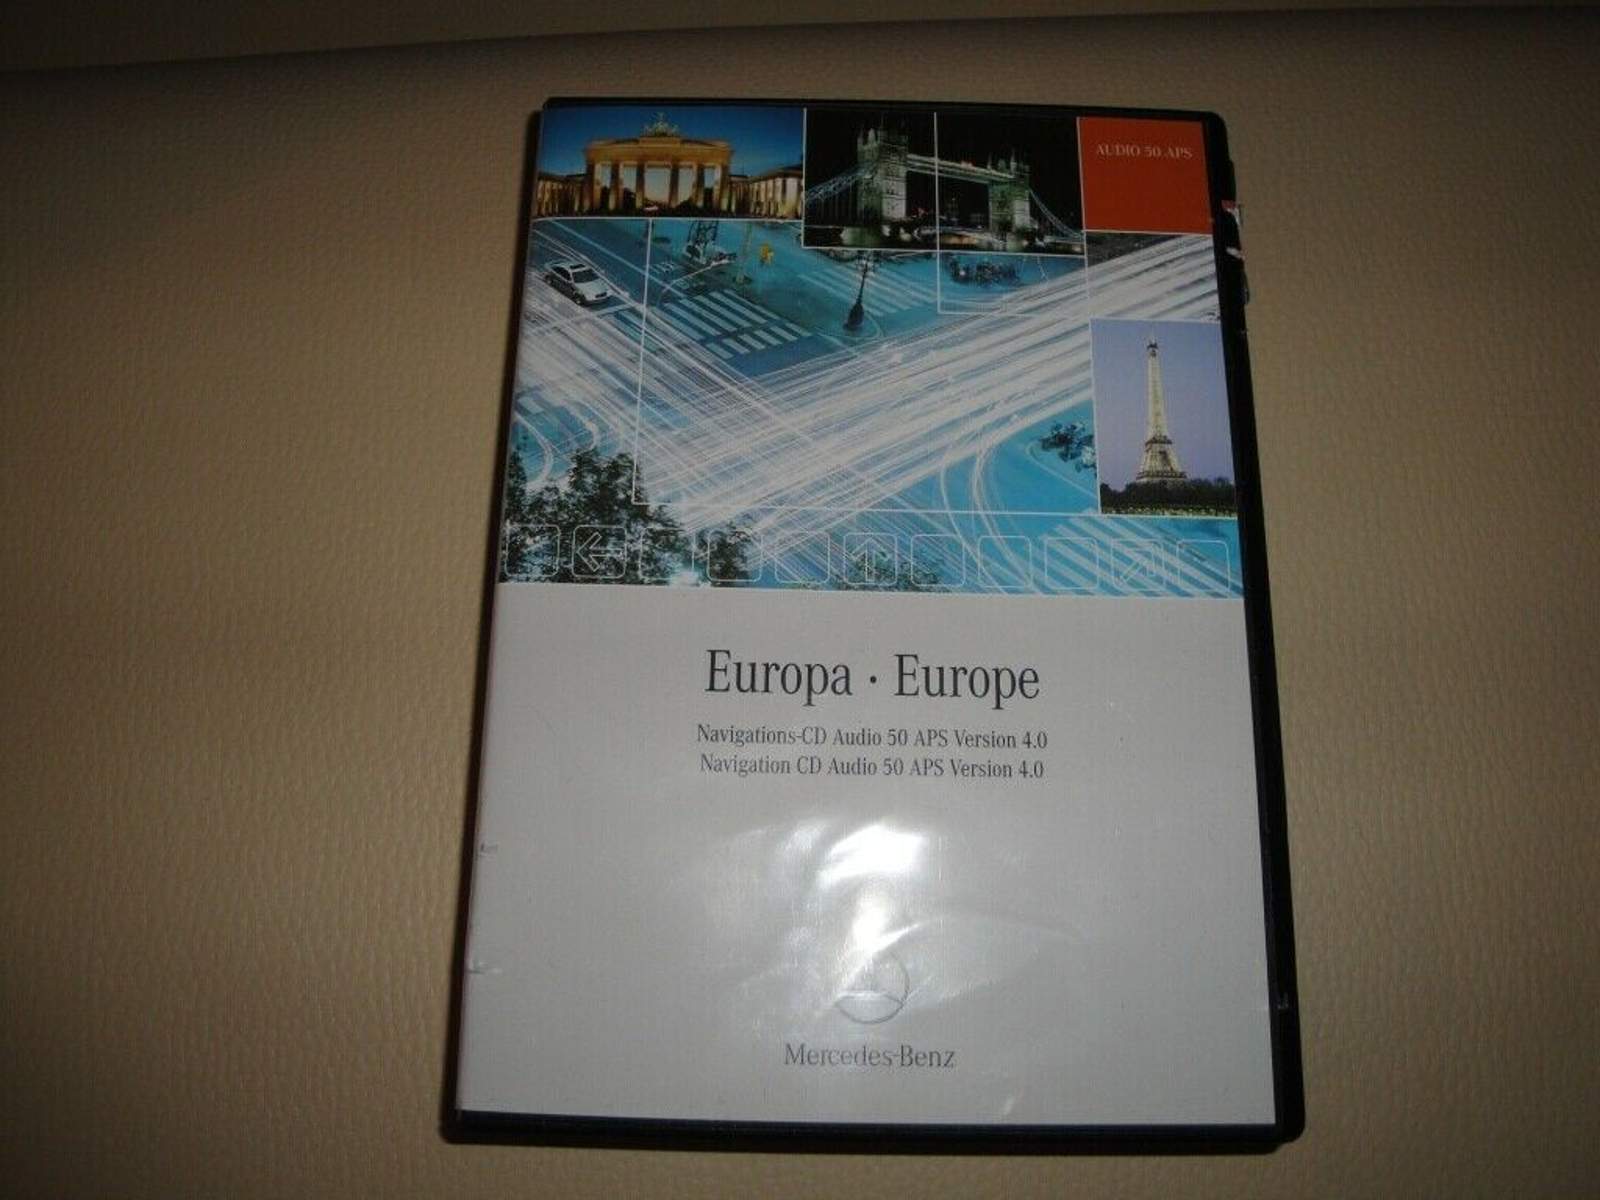 AUDIO 50 APS
Europa · Europe
Navigations-CD Audio 50 APS Version 4.0
Navigation CD Audio 50 APS Version 4.0
Mercedes-Benz